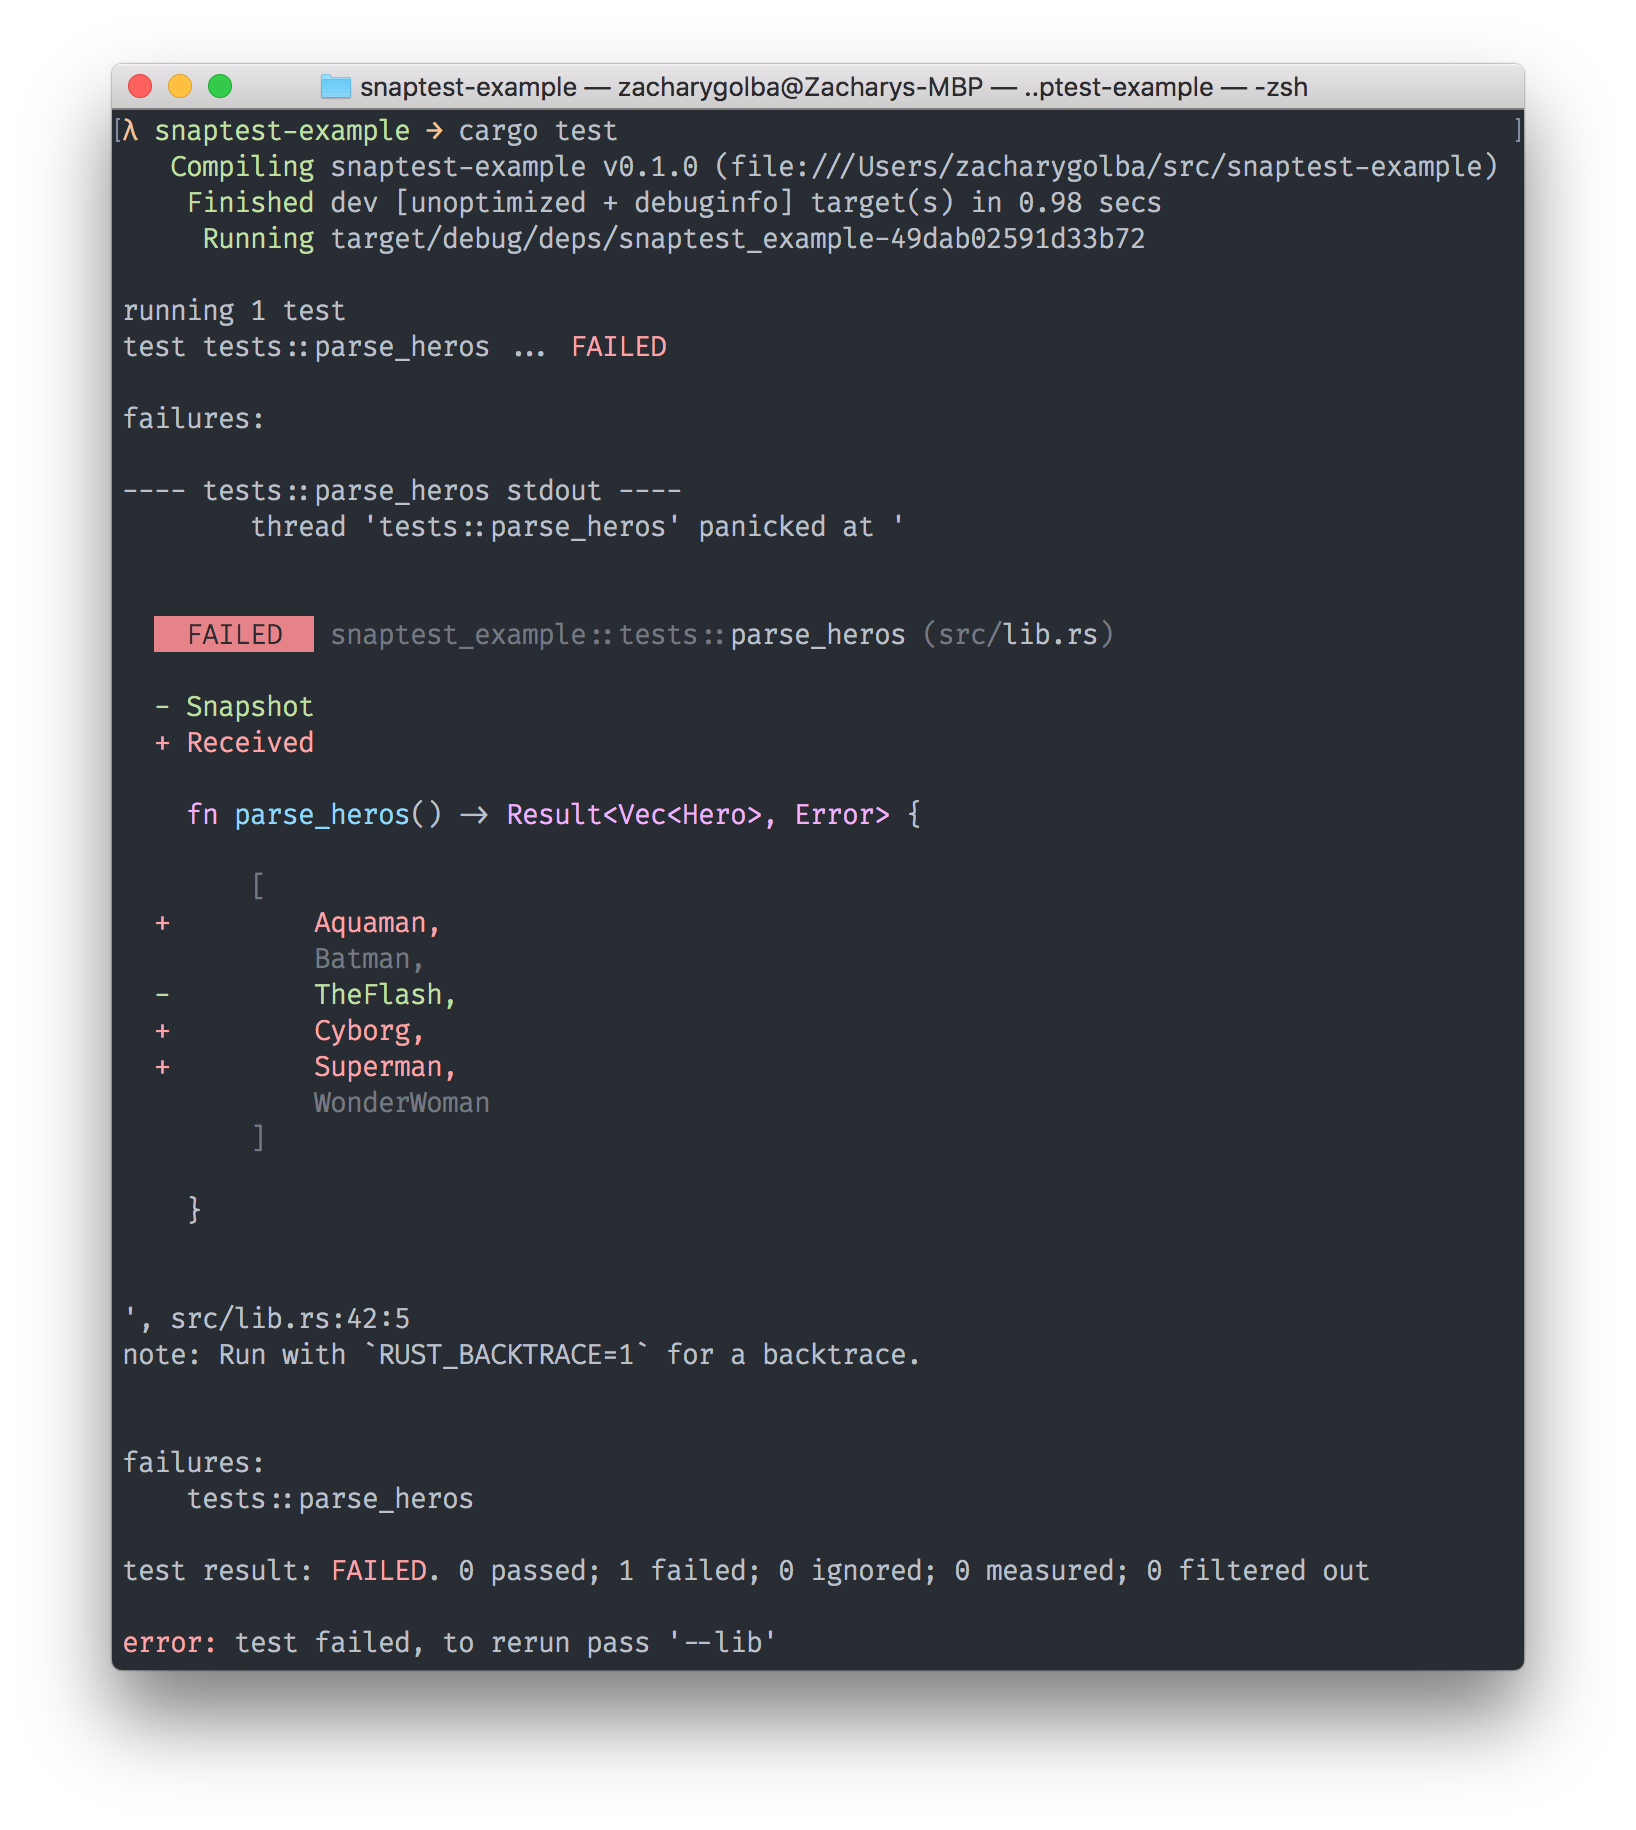 snaptest-example — zacharygolba@Zacharys-MBP — ..ptest-example — -zsh
[λ snaptest-example → cargo test ]
Compiling snaptest-example v0.1.0 (file:///Users/zacharygolba/src/snaptest-example)
Finished dev [unoptimized + debuginfo] target(s) in 0.98 secs
Running target/debug/deps/snaptest_example-49dab02591d33b72
running 1 test
test tests::parse_heros ... FAILED
failures:
---- tests::parse_heros stdout ----
thread 'tests::parse_heros' panicked at '
FAILED snaptest_example::tests::parse_heros (src/lib.rs)
- Snapshot
+ Received
fn parse_heros() -> Result<Vec<Hero>, Error> {
[
+ Aquaman,
Batman,
- TheFlash,
+ Cyborg,
+ Superman,
WonderWoman
]
}
', src/lib.rs:42:5
note: Run with `RUST_BACKTRACE=1` for a backtrace.
failures:
tests::parse_heros
test result: FAILED. 0 passed; 1 failed; 0 ignored; 0 measured; 0 filtered out
error: test failed, to rerun pass '--lib'